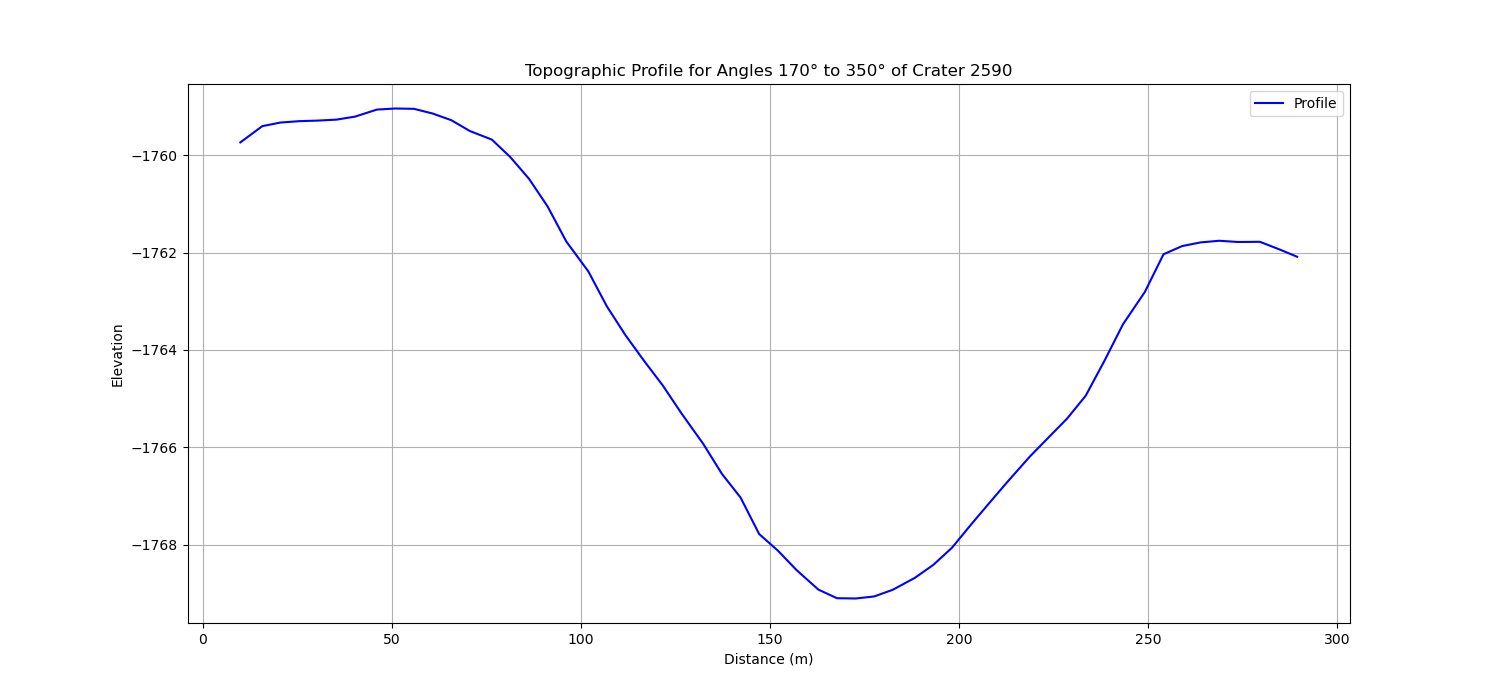 Topographic Profile for Angles 170° to 350° of Crater 2590
Profile
−1760
−1762
−1764
−1766
−1768
Elevation
0 50 100 150 200 250 300
Distance (m)